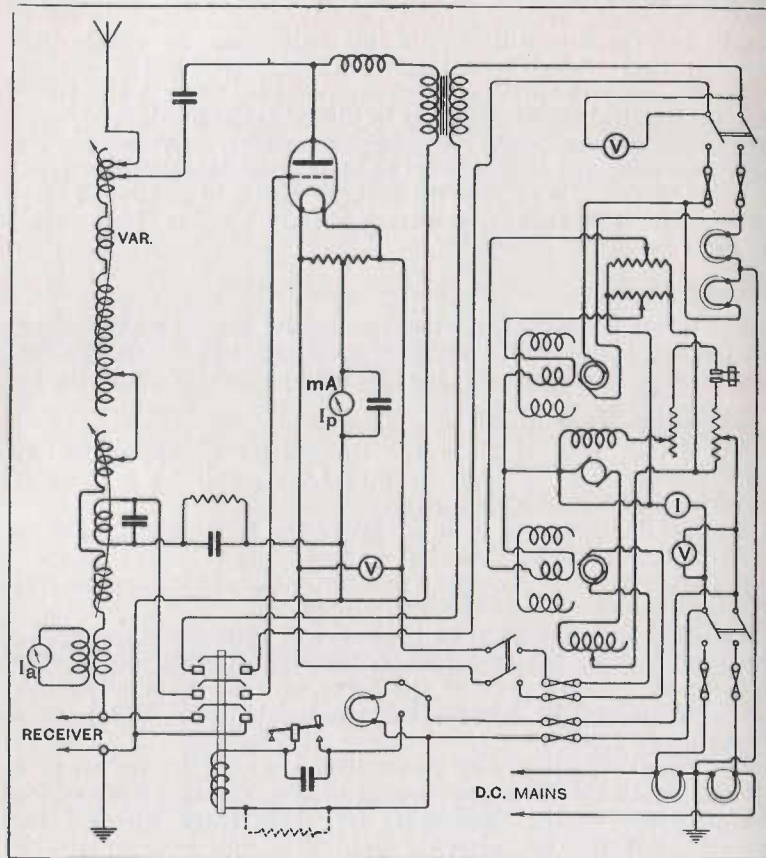 V
VAR.
mA
Ip
I
V
V
Ia
RECEIVER
D.C. MAINS